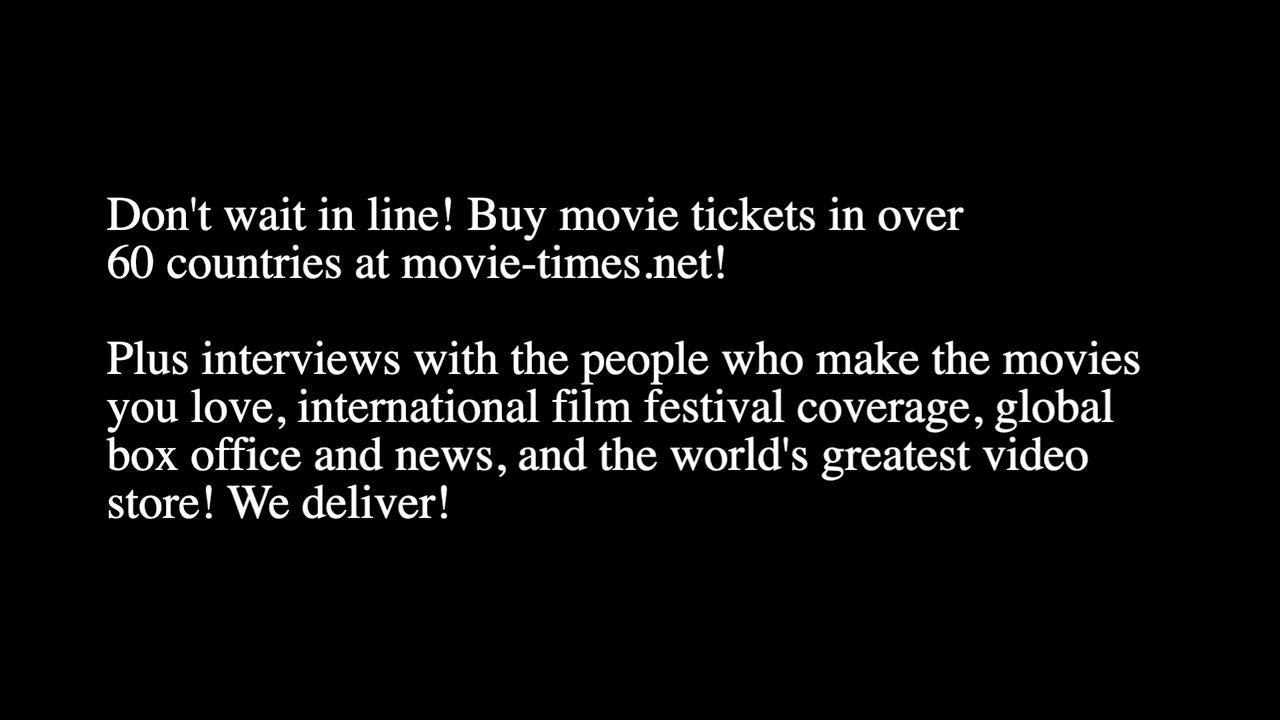 Don't wait in line! Buy movie tickets in over
60 countries at movie-times.net!
Plus interviews with the people who make the movies
you love, international film festival coverage, global
box office and news, and the world's greatest video
store! We deliver!